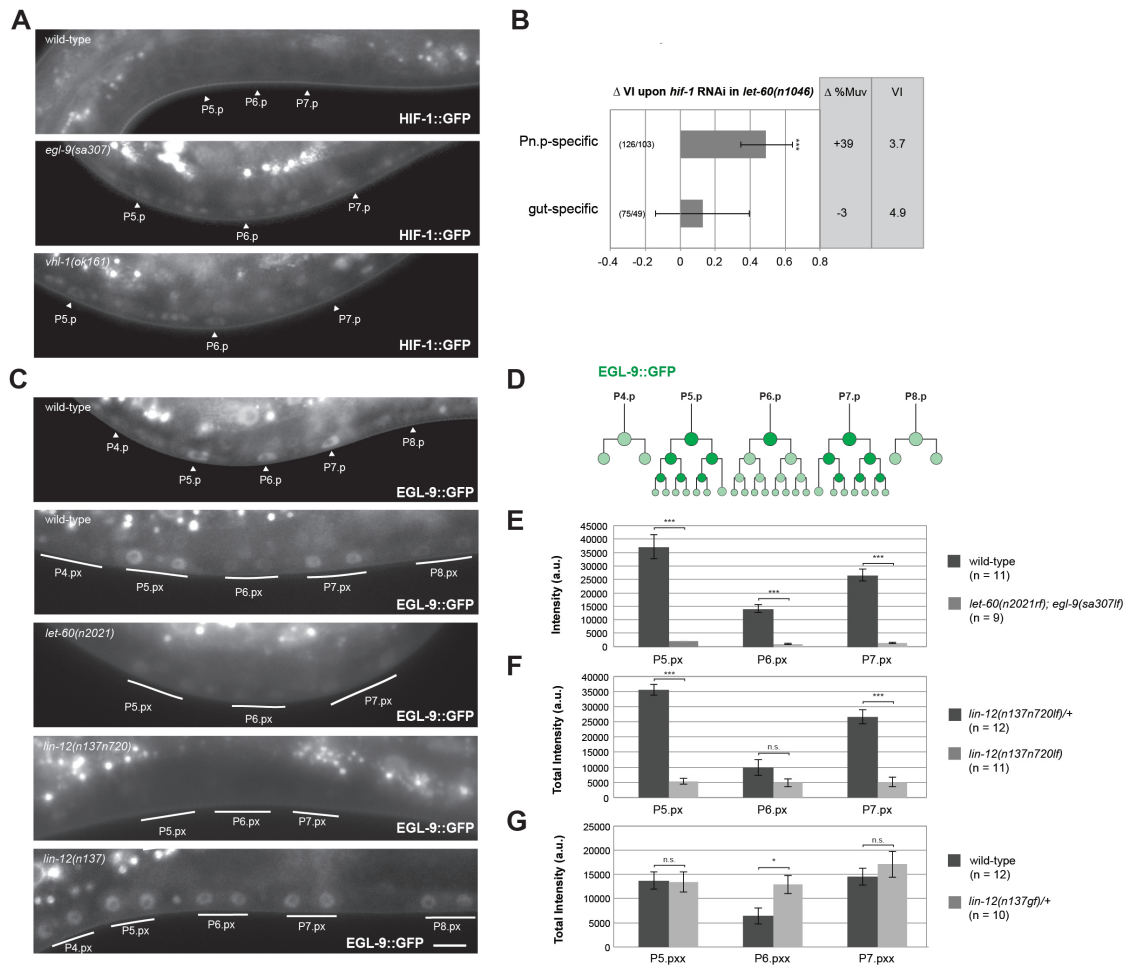 A
wild-type
P5.p
P6.p
P7.p
HIF-1::GFP
egl-9(sa307)
P5.p
P6.p
P7.p
HIF-1::GFP
vhl-1(ok161)
P5.p
P6.p
P7.p
HIF-1::GFP
B
Δ VI upon hif-1 RNAi in let-60(n1046)
Δ %Muv
VI
Pn.p-specific
(126/103)
***
+39
3.7
gut-specific
(75/49)
-3
4.9
-0.4 -0.2 0 0.2 0.4 0.6 0.8
C
wild-type
P4.p
P5.p
P6.p
P7.p
P8.p
EGL-9::GFP
wild-type
P4.px
P5.px
P6.px
P7.px
P8.px
EGL-9::GFP
let-60(n2021)
P5.px
P6.px
P7.px
EGL-9::GFP
lin-12(n137n720)
P5.px
P6.px
P7.px
EGL-9::GFP
lin-12(n137)
P4.px
P5.px
P6.px
P7.px
P8.px
EGL-9::GFP
D
EGL-9::GFP
P4.p P5.p P6.p P7.p P8.p
E
Intensity (a.u.)
45000
40000
35000
30000
25000
20000
15000
10000
5000
0
***
***
***
P5.px P6.px P7.px
wild-type
(n = 11)
let-60(n2021rf); egl-9(sa307lf)
(n = 9)
F
Total Intensity (a.u.)
40000
35000
30000
25000
20000
15000
10000
5000
0
***
n.s.
***
P5.px P6.px P7.px
lin-12(n137n720lf)/+
(n = 12)
lin-12(n137n720lf)
(n = 11)
G
Total Intensity (a.u.)
25000
20000
15000
10000
5000
0
n.s.
*
n.s.
P5.pxx P6.pxx P7.pxx
wild-type
(n = 12)
lin-12(n137gf)/+
(n = 10)